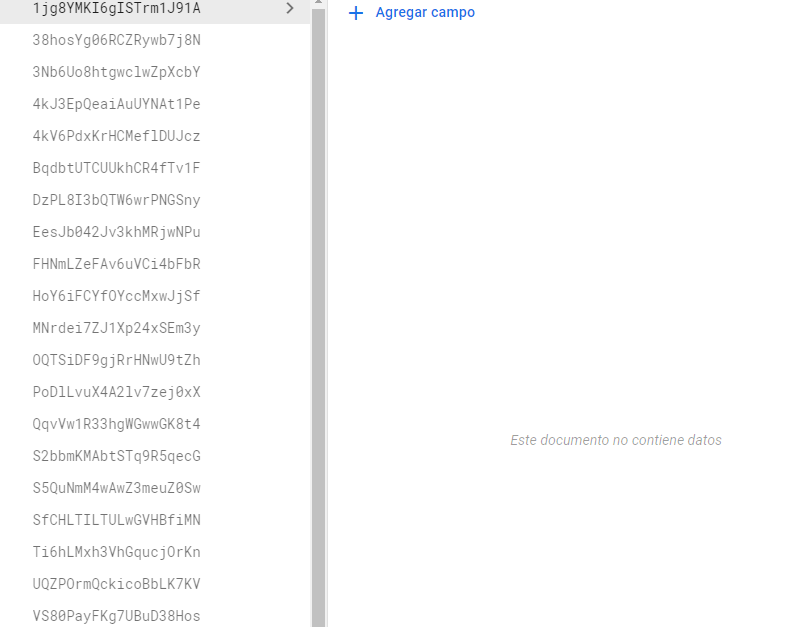 1jg8YMKI6gISTrm1J91A
Agregar campo
38hosYg06RCZRywb7j8N
3Nb6Uo8htgwclwZpXcbY
4kJ3EpQeaiAuUYNAt1Pe
4kV6PdxKrHCMeflDUJcz
BqdbtUTCUUkhCR4fTv1F
DzPL8I3bQTW6wrPNGSny
EesJb042Jv3khMRjwNPu
FHNmLZeFAv6uVCi4bFbR
HoY6iFCYfOYccMxwJjSf
MNrdei7ZJ1Xp24xSEm3y
OQTSiDF9gjRrHNwU9tZh
PoDlLvuX4A2lv7zej0xX
QqvVw1R33hgWGwwGK8t4
Este documento no contiene datos
S2bbmKMAbtSTq9R5qecG
S5QuNmM4wAwZ3meuZ0Sw
SfCHLTILTULwGVHBfiMN
Ti6hLMxh3VhGqucjOrKn
UQZPOrmQckicoBbLK7KV
VS80PayFKg7UBuD38Hos